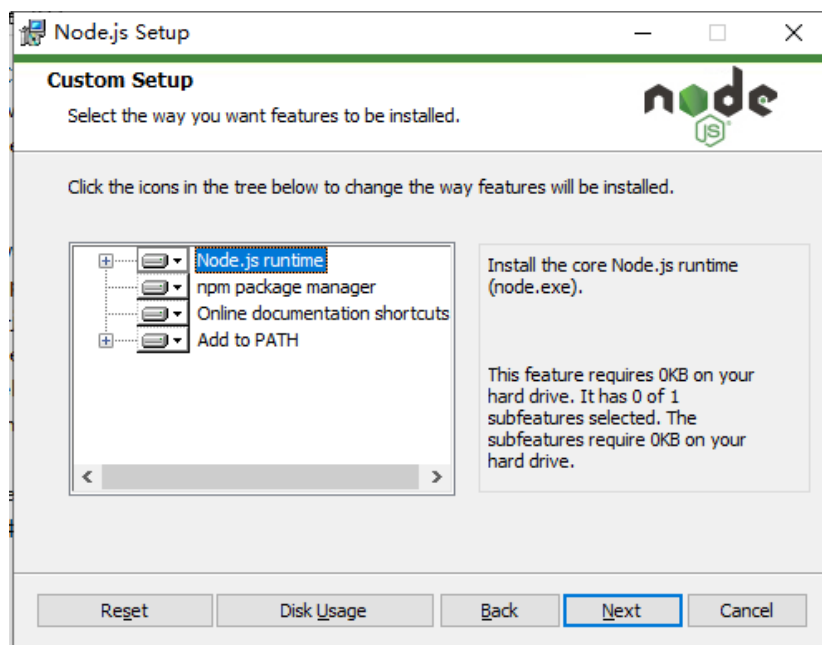 Node.js Setup
Custom Setup
Select the way you want features to be installed.
node
JS
Click the icons in the tree below to change the way features will be installed.
Node.js runtime
npm package manager
Online documentation shortcuts
Add to PATH
Install the core Node.js runtime
(node.exe).
This feature requires 0KB on your
hard drive. It has 0 of 1
subfeatures selected. The
subfeatures require 0KB on your
hard drive.
Reset
Disk Usage
Back
Next
Cancel